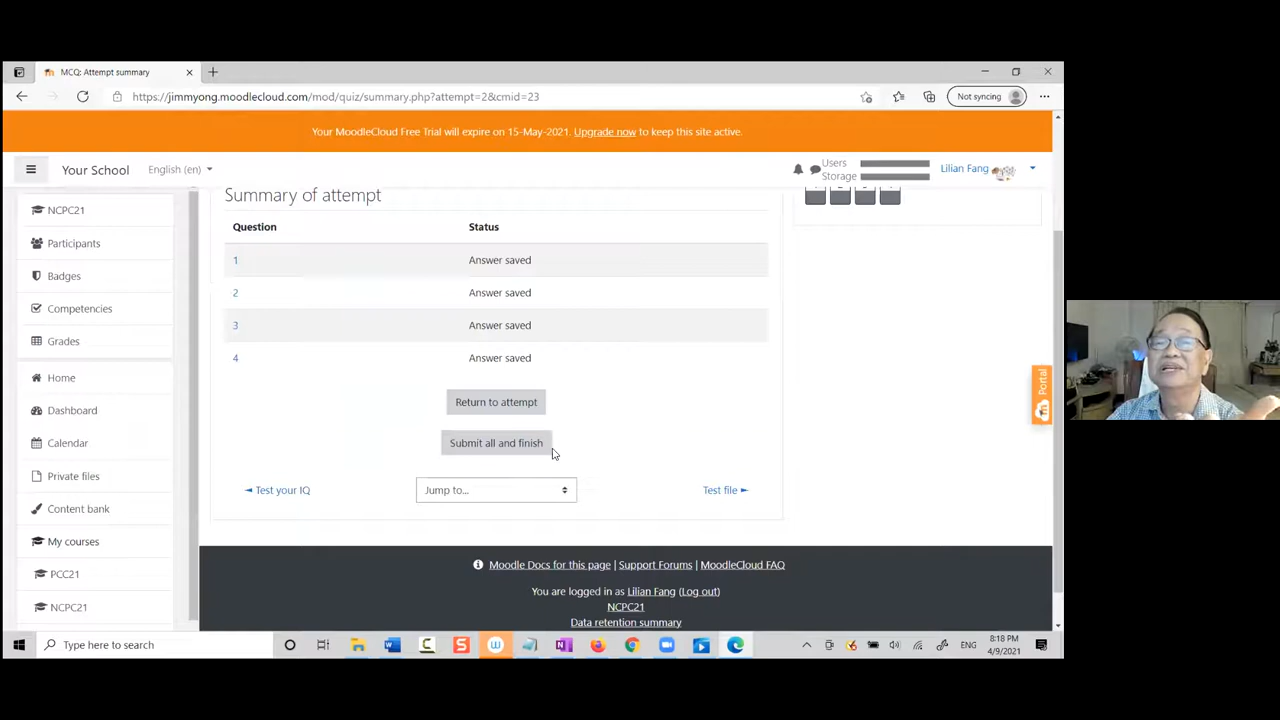 MCQ: Attempt summary
https://jimmyong.moodlecloud.com/mod/quiz/summary.php?attempt=2&cmid=23
Not syncing
Your MoodleCloud Free Trial will expire on 15-May-2021. Upgrade now to keep this site active.
Your School
English (en)
Users
Storage
Lilian Fang
NCPC21
Participants
Badges
Competencies
Grades
Home
Dashboard
Calendar
Private files
Content bank
My courses
PCC21
NCPC21
Summary of attempt
Question Status
1 Answer saved
2 Answer saved
3 Answer saved
4 Answer saved
Return to attempt
Submit all and finish
◄ Test your IQ
Jump to...
Test file ►
Portal
Moodle Docs for this page | Support Forums | MoodleCloud FAQ
You are logged in as Lilian Fang (Log out)
NCPC21
Data retention summary
Type here to search
ENG
8:18 PM
4/9/2021